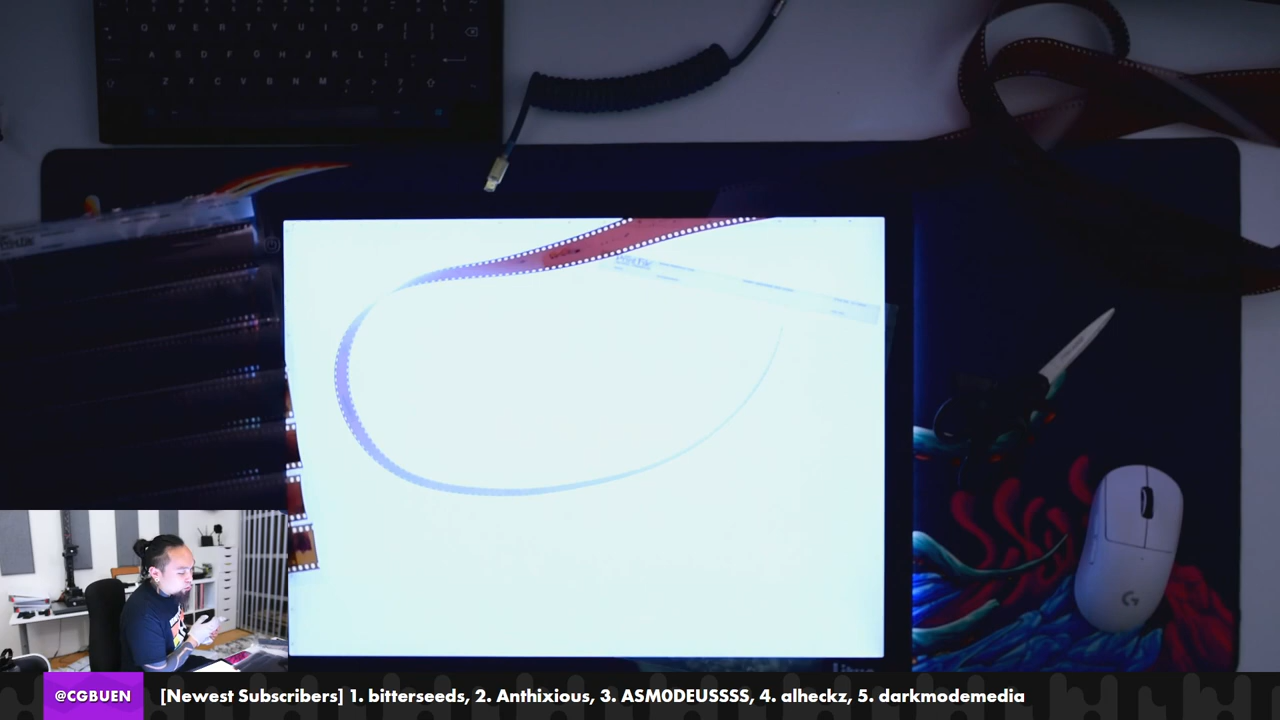 Q W E R T Y U I O P
A S D F G H J K L
Z X C V B N M
@CGBUEN
[Newest Subscribers] 1. bitterseeds, 2. Anthixious, 3. ASM0DEUSSSS, 4. alheckz, 5. darkmodemedia